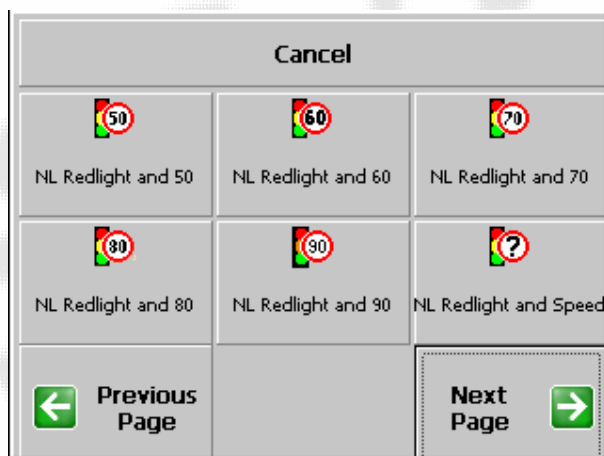 Cancel
50 60 70
NL Redlight and 50 NL Redlight and 60 NL Redlight and 70
80 90 ?
NL Redlight and 80 NL Redlight and 90 NL Redlight and Speed
Previous Next
Page Page